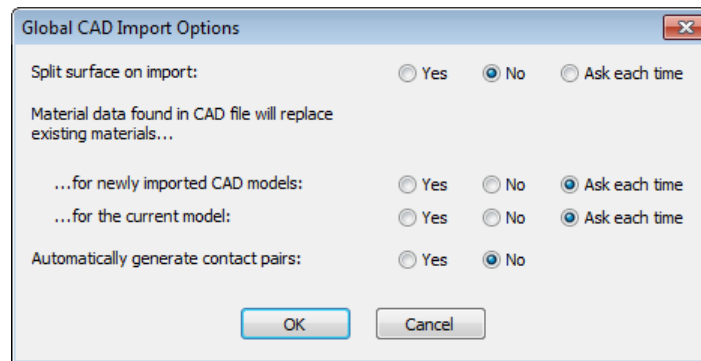 Global CAD Import Options
Split surface on import: Yes No Ask each time
Material data found in CAD file will replace
existing materials...
...for newly imported CAD models: Yes No Ask each time
...for the current model: Yes No Ask each time
Automatically generate contact pairs: Yes No
OK Cancel